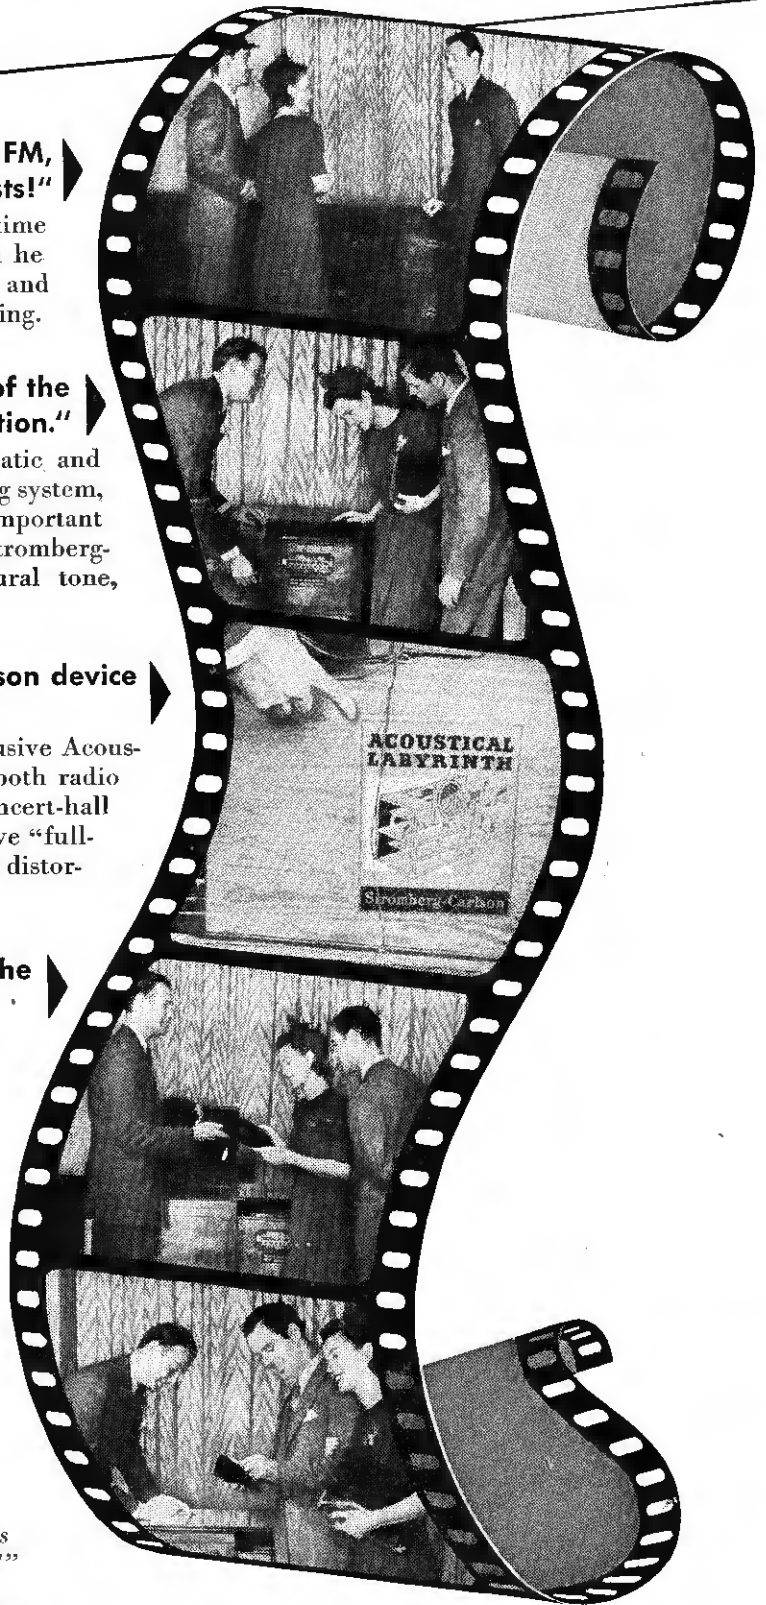 FM,
sts!“
time
he
and
ing.
of the
tion.“
atic and
g system,
mportant
tromberg-
ural tone,
son device
usive Acous-
both radio
ncert-hall
ve “full-
distor-
ACOUSTICAL
LABYRINTH
Stromberg-Carlson
he
s
”